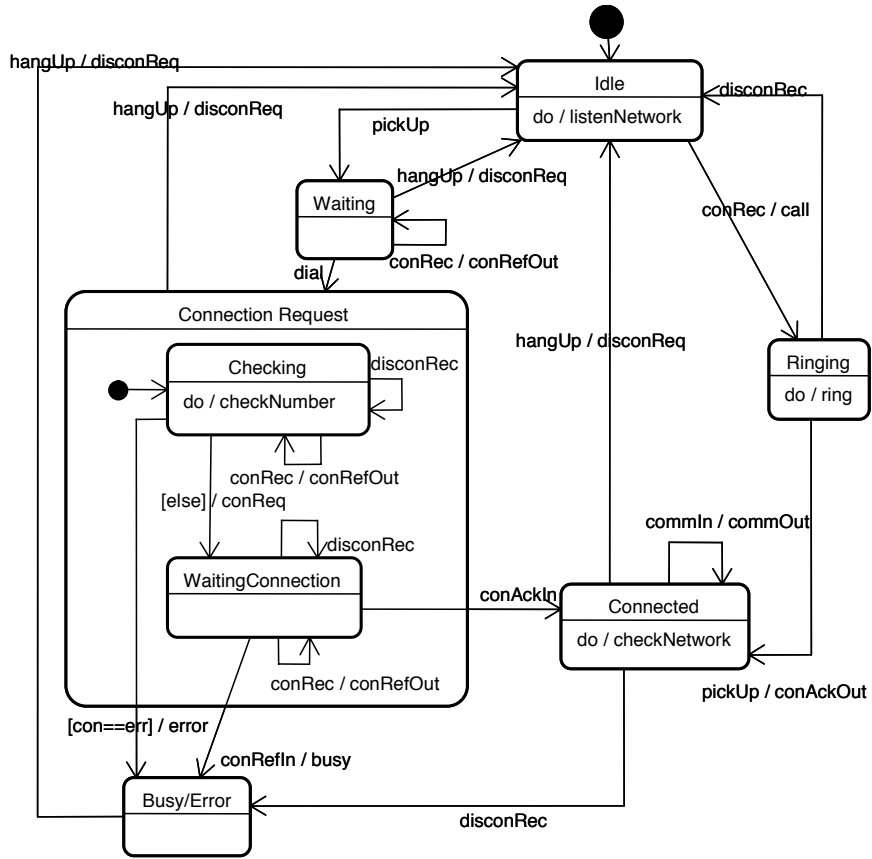 hangUp / disconReq
Idle
do / listenNetwork
disconRec
hangUp / disconReq
pickUp
hangUp / disconReq
Waiting
conRec / call
conRec / conRefOut
dial
Connection Request
hangUp / disconReq
Checking
do / checkNumber
disconRec
Ringing
do / ring
conRec / conRefOut
[else] / conReq
commIn / commOut
disconRec
WaitingConnection
conAckIn
Connected
do / checkNetwork
conRec / conRefOut
pickUp / conAckOut
[con==err] / error
conRefIn / busy
Busy/Error
disconRec